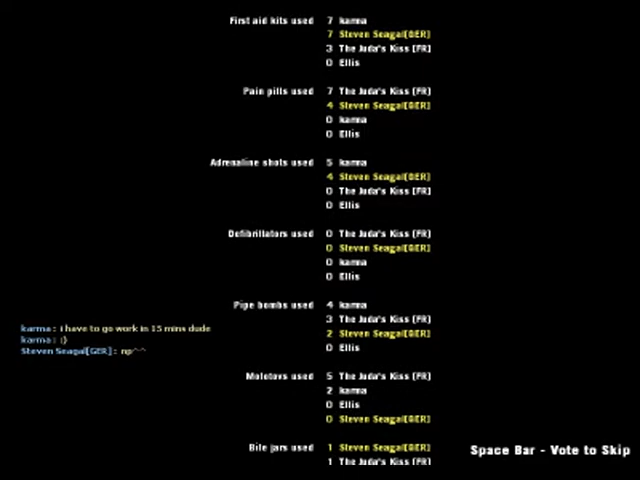 First aid kits used 7 karma
7 Steven Seagal[GER]
3 The Juda's Kiss [FR]
0 Ellis
Pain pills used 7 The Juda's Kiss [FR]
4 Steven Seagal[GER]
0 karma
0 Ellis
Adrenaline shots used 5 karma
4 Steven Seagal[GER]
0 The Juda's Kiss [FR]
0 Ellis
Defibrillators used 0 The Juda's Kiss [FR]
0 Steven Seagal[GER]
0 karma
0 Ellis
Pipe bombs used 4 karma
3 The Juda's Kiss [FR]
2 Steven Seagal[GER]
0 Ellis
karma : i have to go work in 15 mins dude
karma : :)
Steven Seagal[GER] : np^^
Molotovs used 5 The Juda's Kiss [FR]
2 karma
0 Ellis
0 Steven Seagal[GER]
Bile jars used 1 Steven Seagal[GER]
1 The Juda's Kiss [FR]
Space Bar - Vote to Skip